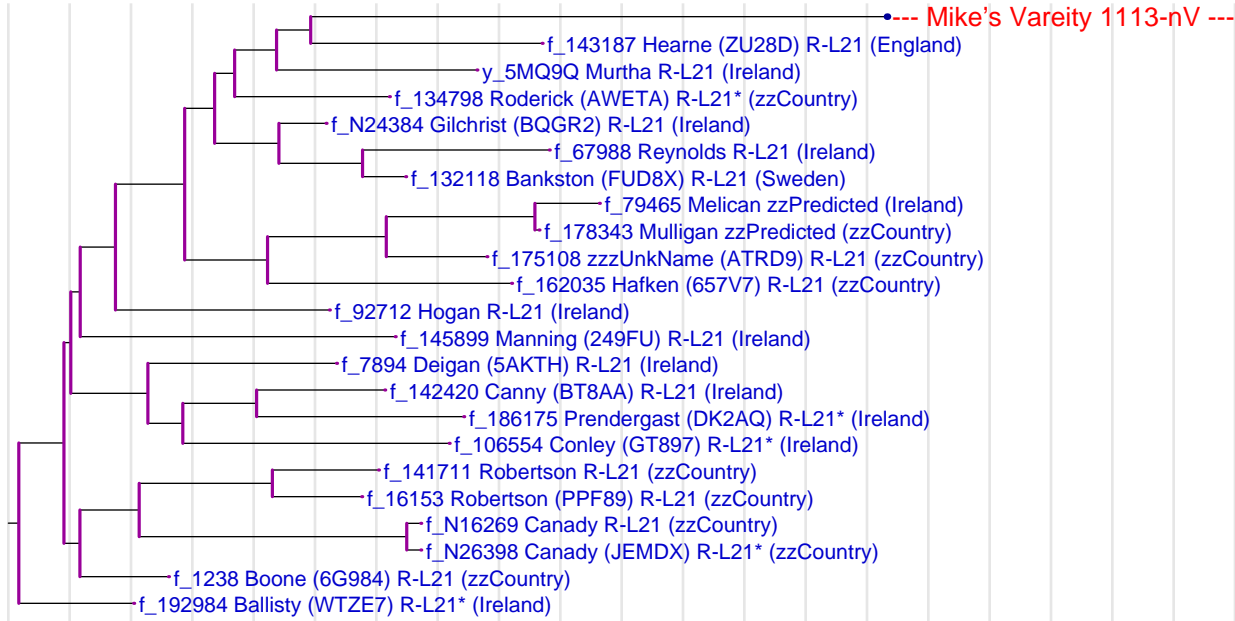 --- Mike's Vareity 1113-nV ---
f_143187 Hearne (ZU28D) R-L21 (England)
y_5MQ9Q Murtha R-L21 (Ireland)
f_134798 Roderick (AWETA) R-L21* (zzCountry)
f_N24384 Gilchrist (BQGR2) R-L21 (Ireland)
f_67988 Reynolds R-L21 (Ireland)
f_132118 Bankston (FUD8X) R-L21 (Sweden)
f_79465 Melican zzPredicted (Ireland)
f_178343 Mulligan zzPredicted (zzCountry)
f_175108 zzzUnkName (ATRD9) R-L21 (zzCountry)
f_162035 Hafken (657V7) R-L21 (zzCountry)
f_92712 Hogan R-L21 (Ireland)
f_145899 Manning (249FU) R-L21 (Ireland)
f_7894 Deigan (5AKTH) R-L21 (Ireland)
f_142420 Canny (BT8AA) R-L21 (Ireland)
f_186175 Prendergast (DK2AQ) R-L21* (Ireland)
f_106554 Conley (GT897) R-L21* (Ireland)
f_141711 Robertson R-L21 (zzCountry)
f_16153 Robertson (PPF89) R-L21 (zzCountry)
f_N16269 Canady R-L21 (zzCountry)
f_N26398 Canady (JEMDX) R-L21* (zzCountry)
f_1238 Boone (6G984) R-L21 (zzCountry)
f_192984 Ballisty (WTZE7) R-L21* (Ireland)